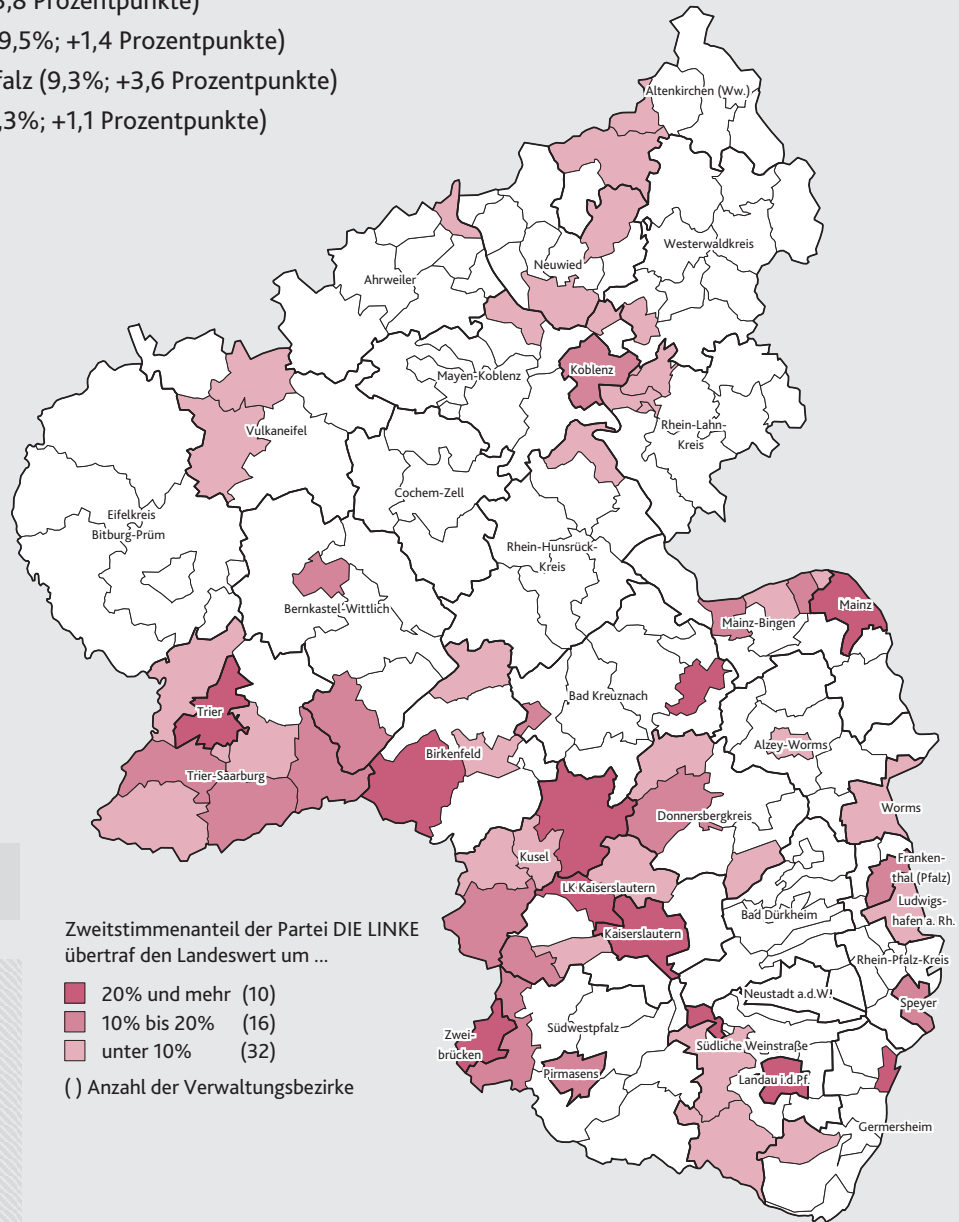 ,8 Prozentpunkte)
9,5%; +1,4 Prozentpunkte)
falz (9,3%; +3,6 Prozentpunkte)
,3%; +1,1 Prozentpunkte)
Altenkirchen (Ww.)
Westerwaldkreis
Neuwied
Ahrweiler
Koblenz
Mayen-Koblenz
Rhein-Lahn-
Kreis
Vulkaneifel
Cochem-Zell
Eifelkreis
Bitburg-Prüm
Rhein-Hunsrück-
Kreis
Bernkastel-Wittlich
Mainz
Mainz-Bingen
Bad Kreuznach
Trier
Alzey-Worms
Birkenfeld
Trier-Saarburg
Worms
Donnersbergkreis
Kusel
Franken-
thal (Pfalz)
LK Kaiserslautern
Ludwigs-
hafen a. Rh.
Bad Dürkheim
Kaiserslautern
Rhein-Pfalz-Kreis
Neustadt a.d.W.
Speyer
Südwestpfalz
Zwei-
brücken
Südliche Weinstraße
Pirmasens
Landau i.d.Pf.
Germersheim
Zweitstimmenanteil der Partei DIE LINKE
übertraf den Landeswert um ...
20% und mehr (10)
10% bis 20% (16)
unter 10% (32)
( ) Anzahl der Verwaltungsbezirke